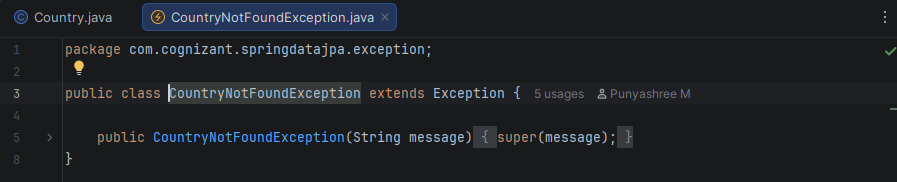 Country.java CountryNotFoundException.java
1 package com.cognizant.springdatajpa.exception;
2
3 public class CountryNotFoundException extends Exception { 5 usages Punyashree M
4
5 public CountryNotFoundException(String message) { super(message); }
8 }